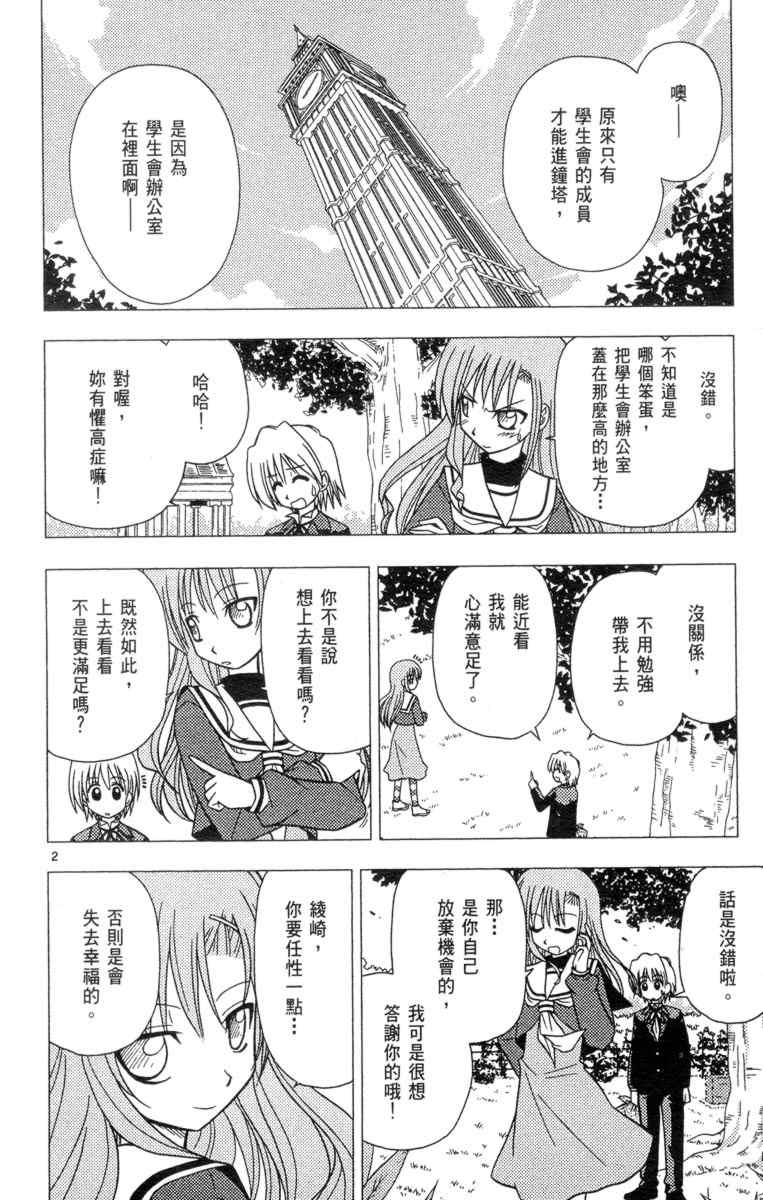 噢──
原來只有
學生會的成員
才能進鐘塔，
是因為
學生會辦公室
在裡面啊──
沒錯。
不知道是
哪個笨蛋，
把學生會辦公室
蓋在那麼高的地方…
哈哈！
對喔，
妳有懼高症嘛！
沒關係，
不用勉強
帶我上去。
能近看
我就
心滿意足了。
你不是說
想上去看看嗎？
既然如此，
上去看看
不是更滿足嗎？
2
話是沒錯啦。
那…
是你自己
放棄機會的，
我可是很想
答謝你的哦！
綾崎，
你要任性一點…
否則是會
失去幸福的。